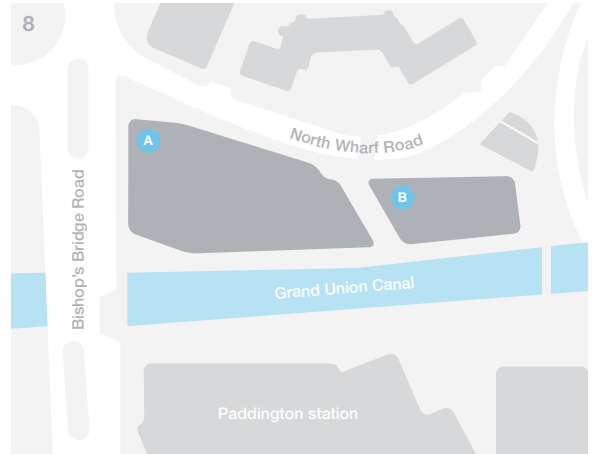 8
A
North Wharf Road
B
Bishop's Bridge Road
Grand Union Canal
Paddington station